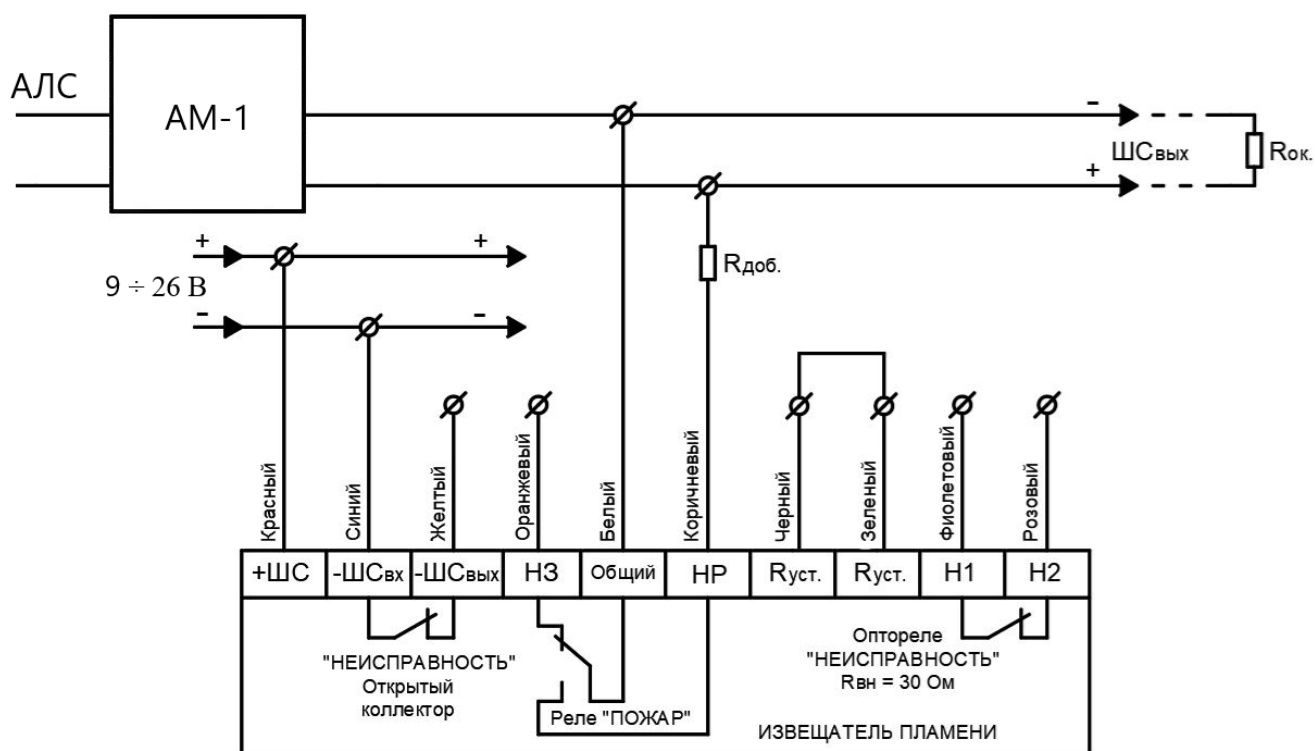 АЛС
АМ-1
-
ШСвых
+
Rок.
+
+
9 ÷ 26 В
-
-
Rдоб.
Красный
Синий
Желтый
Оранжевый
Белый
Коричневый
Черный
Зеленый
Фиолетовый
Розовый
+ШС
-ШСвх
-ШСвых
НЗ
Общий
НР
Rуст.
Rуст.
Н1
Н2
"НЕИСПРАВНОСТЬ"
Открытый
коллектор
Реле "ПОЖАР"
Оптореле
"НЕИСПРАВНОСТЬ"
Rвн = 30 Ом
ИЗВЕЩАТЕЛЬ ПЛАМЕНИ